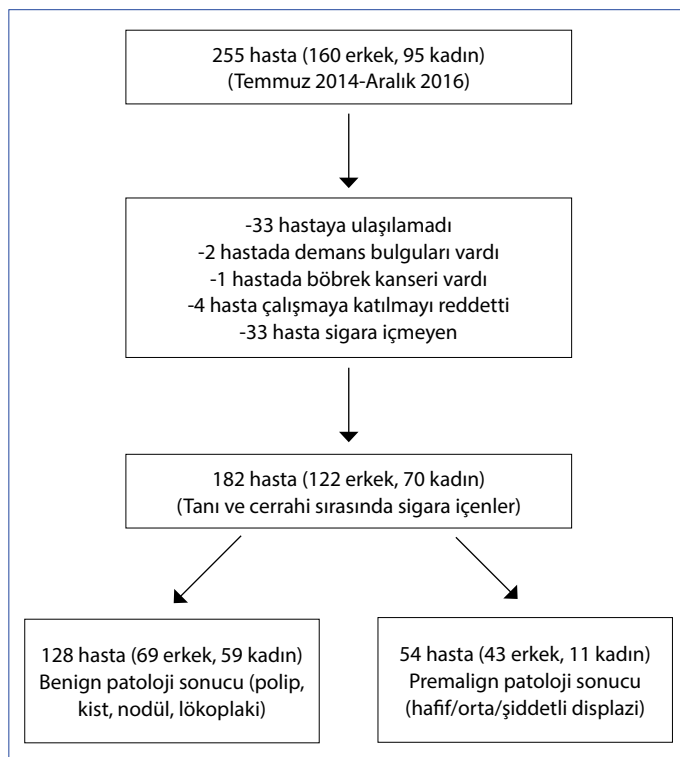 255 hasta (160 erkek, 95 kadın)
(Temmuz 2014-Aralık 2016)
-33 hastaya ulaşılamadı
-2 hastada demans bulguları vardı
-1 hastada böbrek kanseri vardı
-4 hasta çalışmaya katılmayı reddetti
-33 hasta sigara içmeyen
182 hasta (122 erkek, 70 kadın)
(Tanı ve cerrahi sırasında sigara içenler)
128 hasta (69 erkek, 59 kadın)
Benign patoloji sonucu (polip,
kist, nodül, lökoplaki)
54 hasta (43 erkek, 11 kadın)
Premalign patoloji sonucu
(hafif/orta/şiddetli displazi)